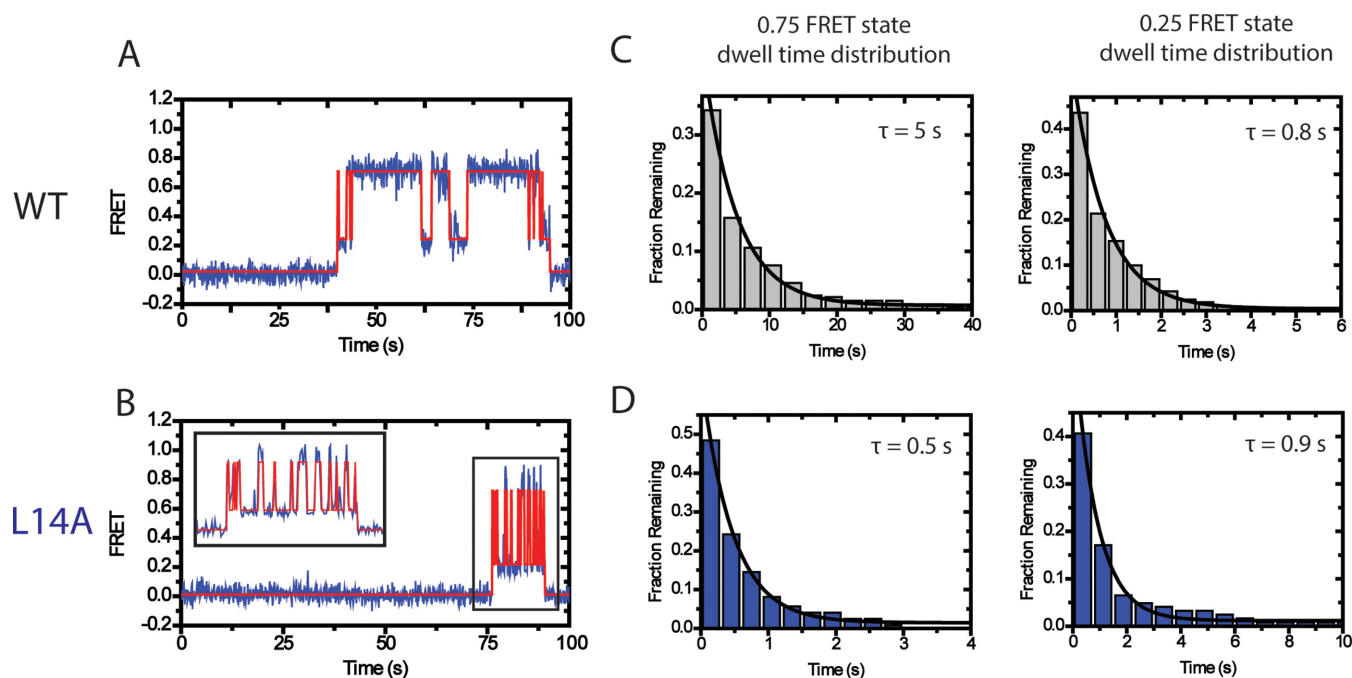 0.75 FRET state
dwell time distribution
0.25 FRET state
dwell time distribution
A
C
WT
FRET
1.2
1.0
0.8
0.6
0.4
0.2
0.0
-0.2
0 25 50 75 100
Time (s)
Fraction Remaining
0.3
0.2
0.1
0.0
τ = 5 s
0 10 20 30 40
Time (s)
Fraction Remaining
0.4
0.3
0.2
0.1
0.0
τ = 0.8 s
0 1 2 3 4 5 6
Time (s)
B
D
L14A
FRET
1.2
1.0
0.8
0.6
0.4
0.2
0.0
-0.2
0 25 50 75 100
Time (s)
Fraction Remaining
0.5
0.4
0.3
0.2
0.1
0.0
τ = 0.5 s
0 1 2 3 4
Time (s)
Fraction Remaining
0.4
0.3
0.2
0.1
0.0
τ = 0.9 s
0 2 4 6 8 10
Time (s)